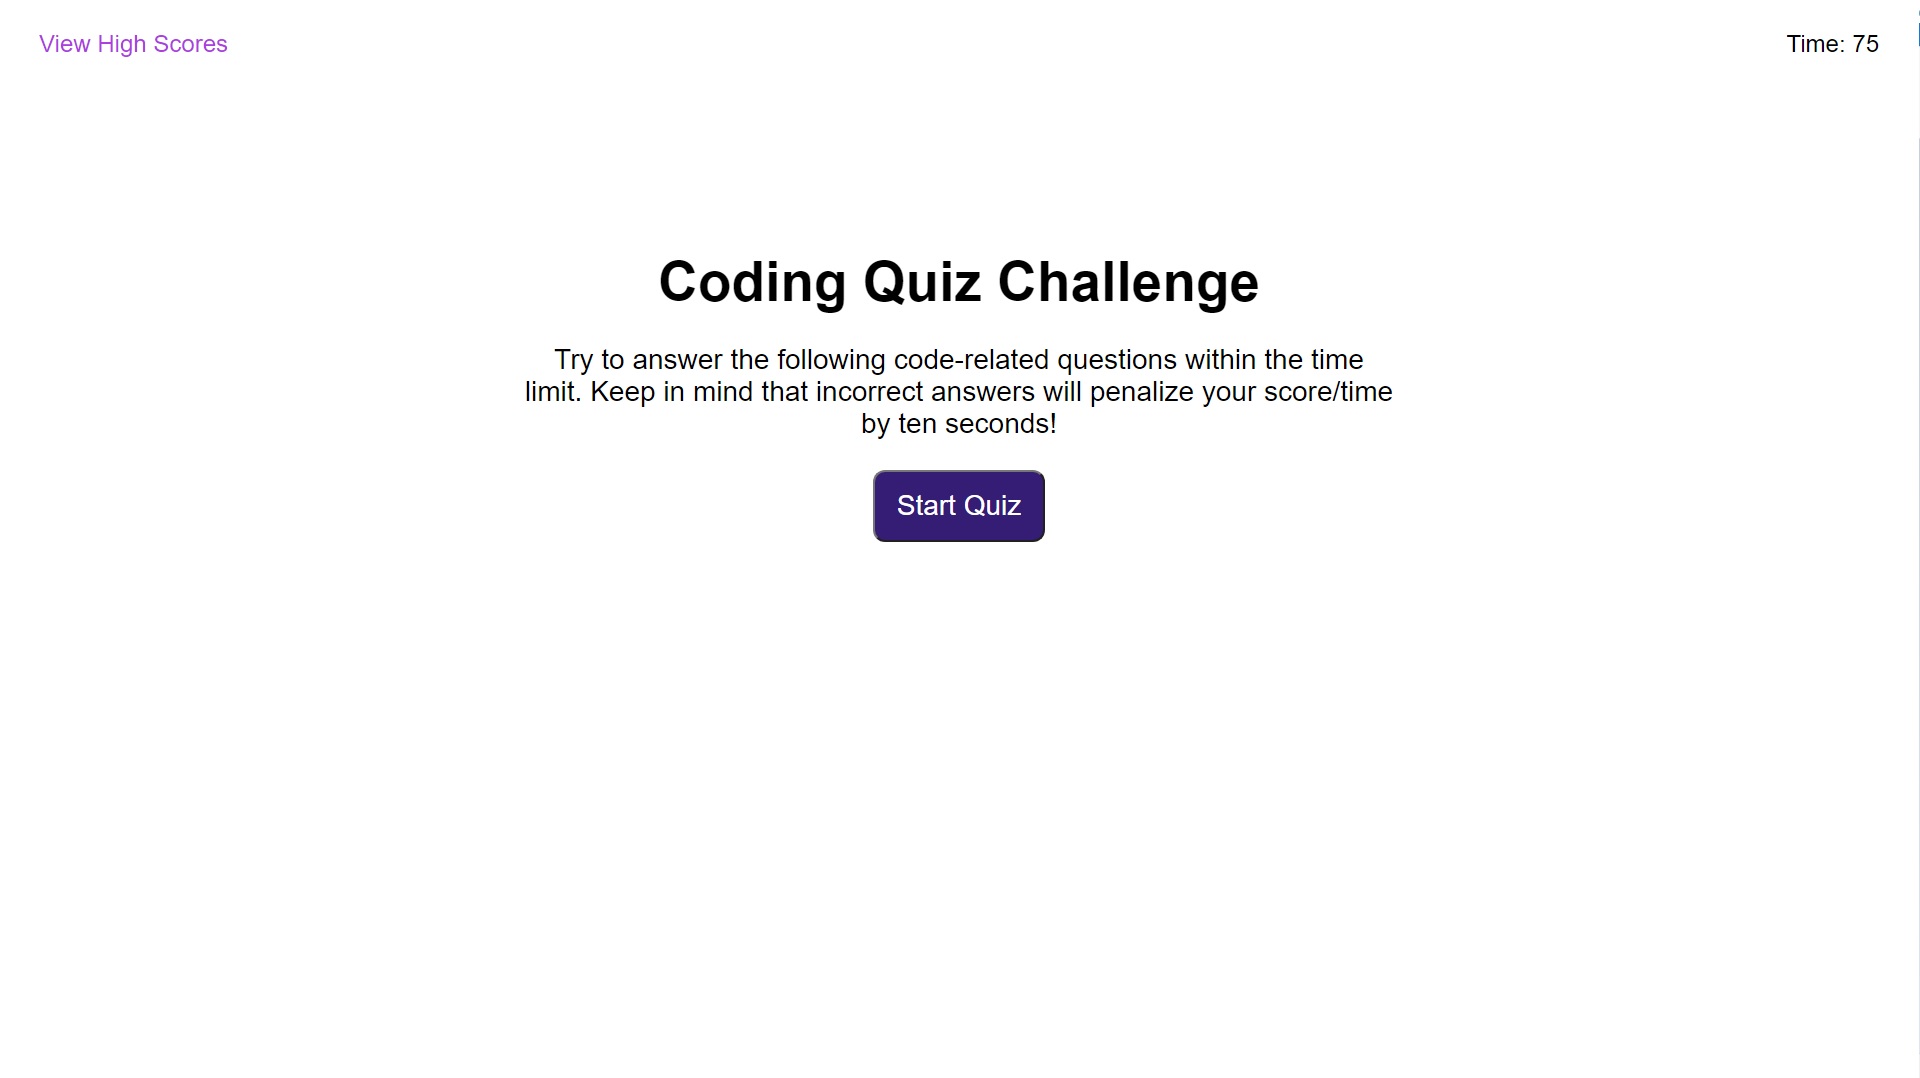 View High Scores
Time: 75
Coding Quiz Challenge
Try to answer the following code-related questions within the time
limit. Keep in mind that incorrect answers will penalize your score/time
by ten seconds!
Start Quiz